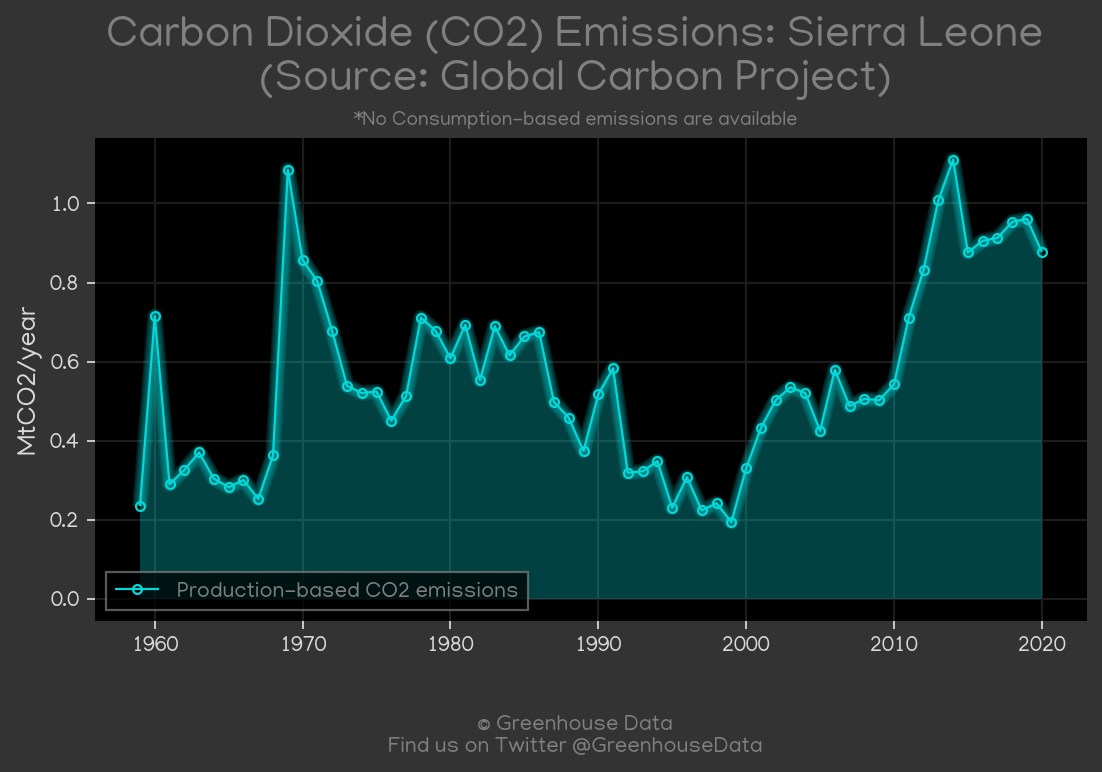 Carbon Dioxide (CO2) Emissions: Sierra Leone
(Source: Global Carbon Project)
*No Consumption-based emissions are available
MtCO2/year
1.0
0.8
0.6
0.4
0.2
0.0
Production-based CO2 emissions
1960 1970 1980 1990 2000 2010 2020
© Greenhouse Data
Find us on Twitter @GreenhouseData